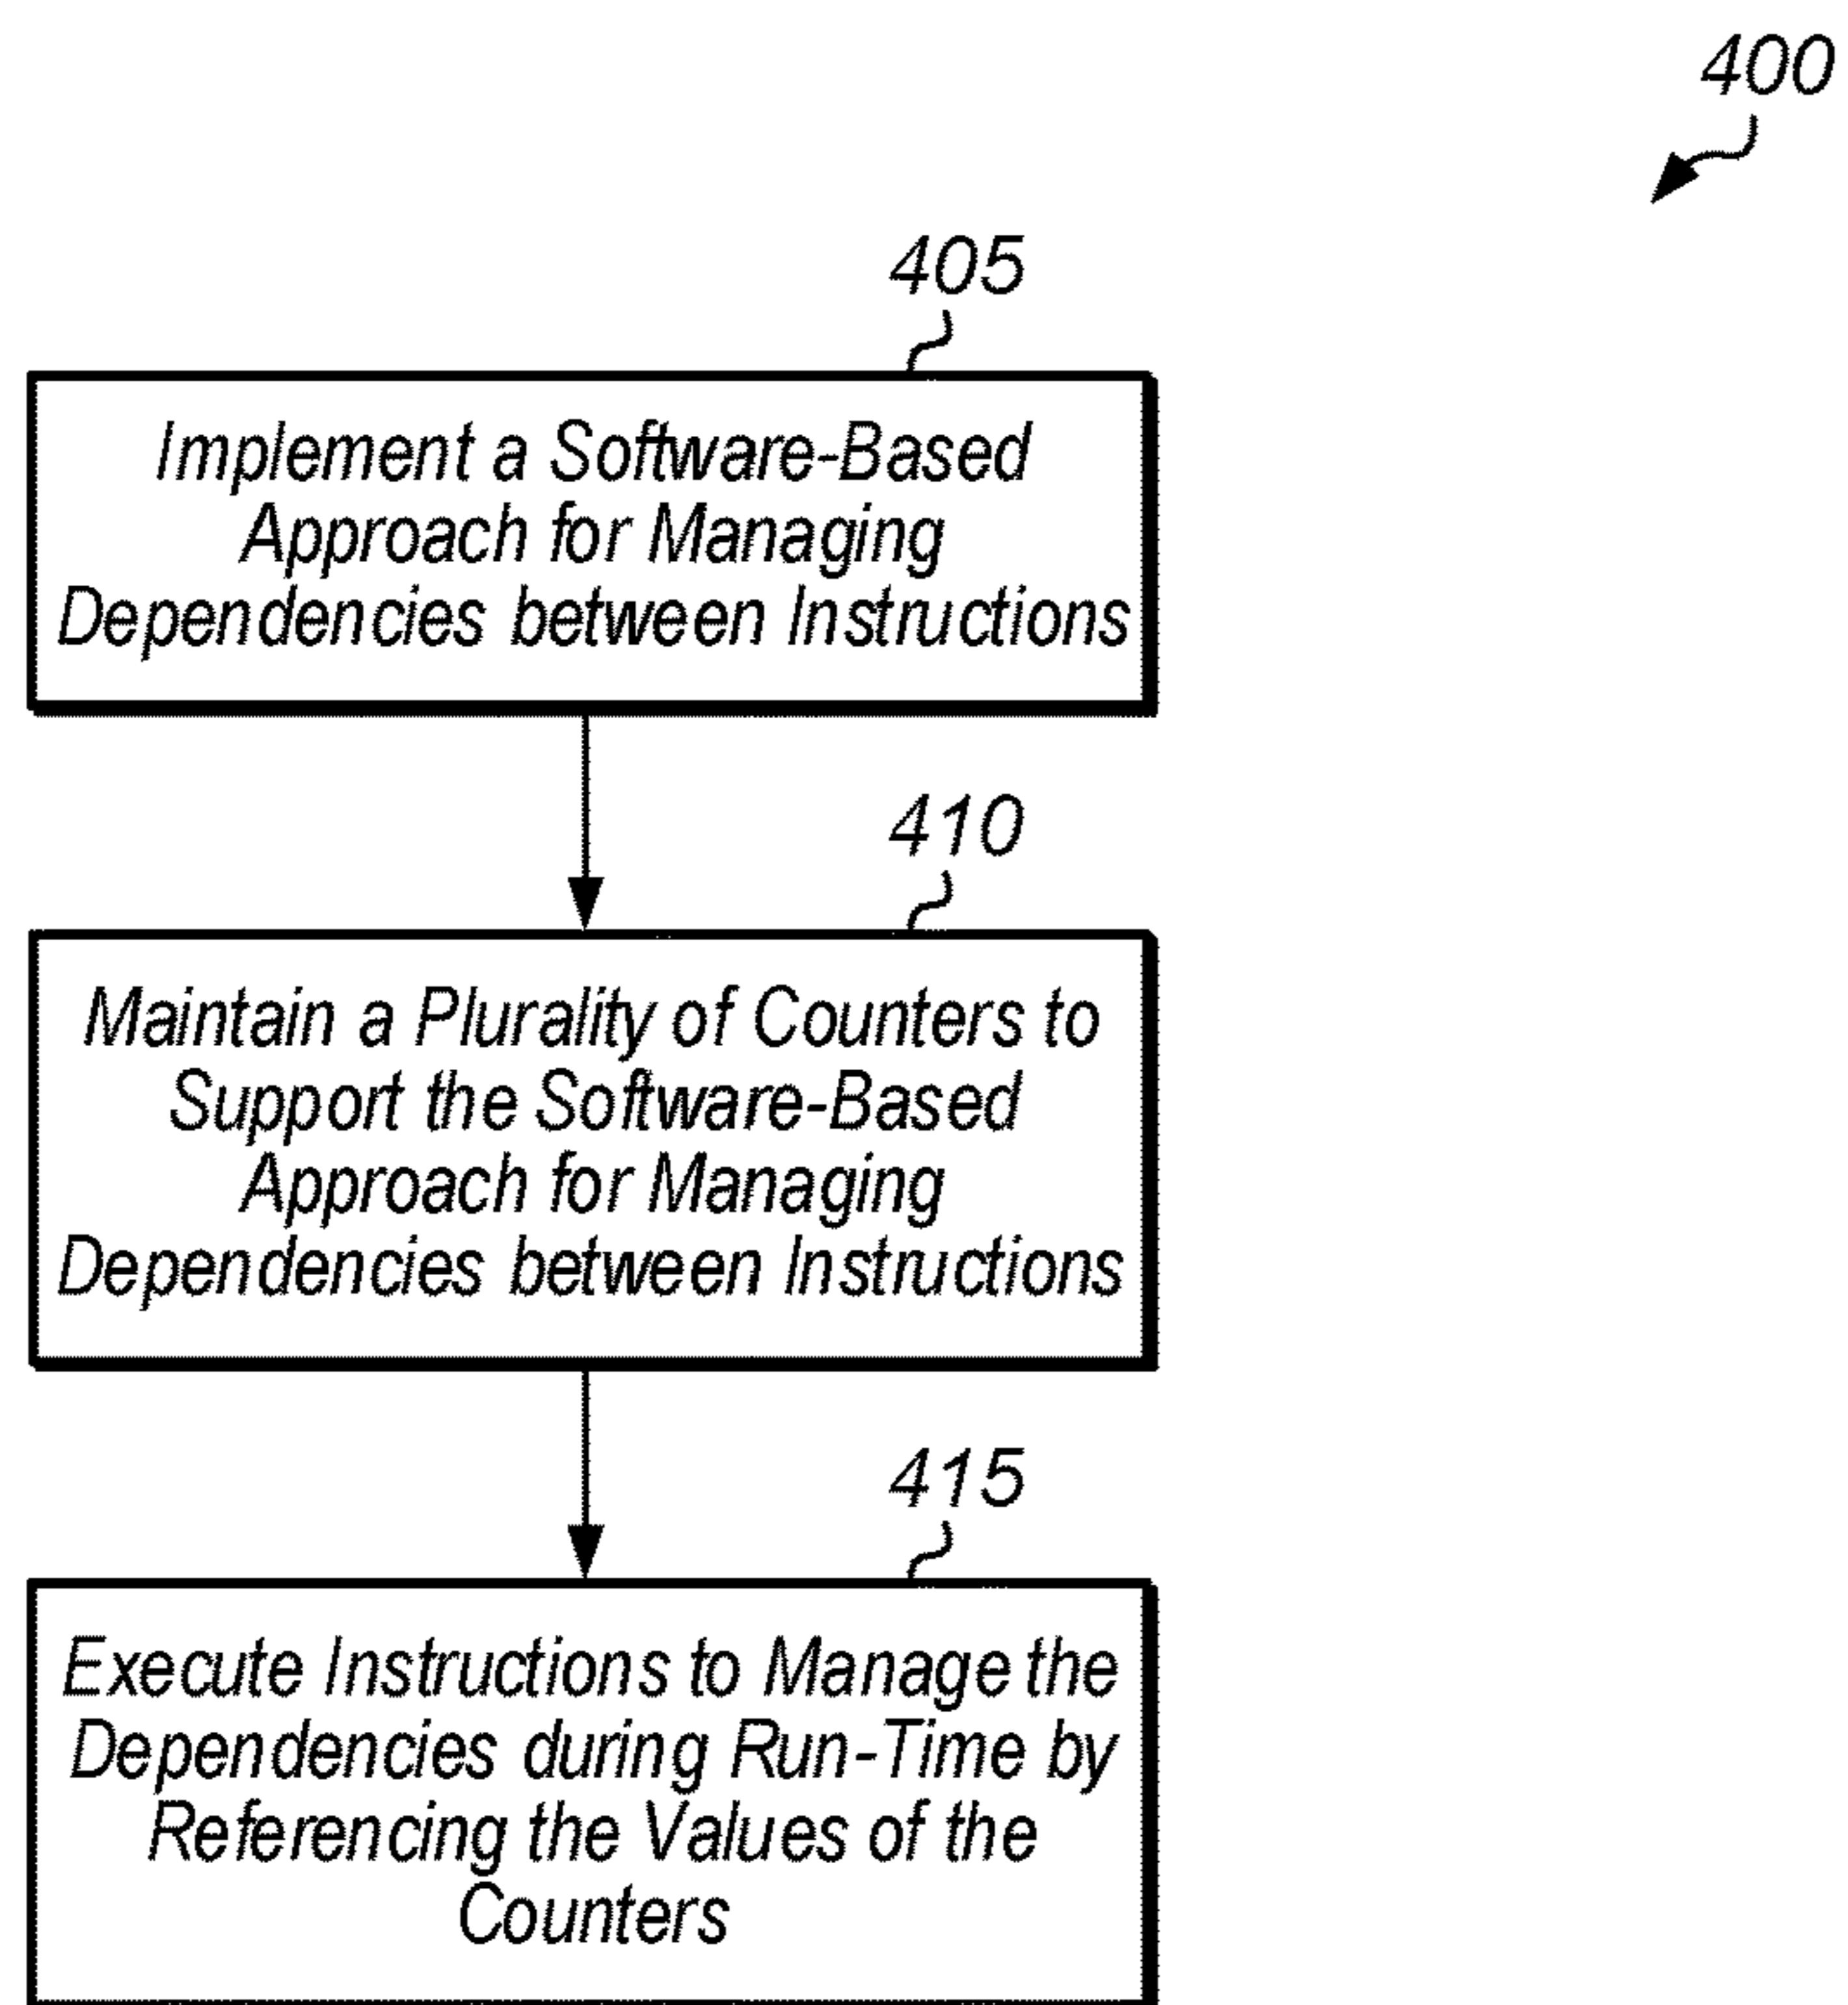 400
405
Implement a Software-Based
Approach for Managing
Dependencies between Instructions
410
Maintain a Plurality of Counters to
Support the Software-Based
Approach for Managing
Dependencies between Instructions
415
Execute Instructions to Manage the
Dependencies during Run-Time by
Referencing the Values of the
Counters